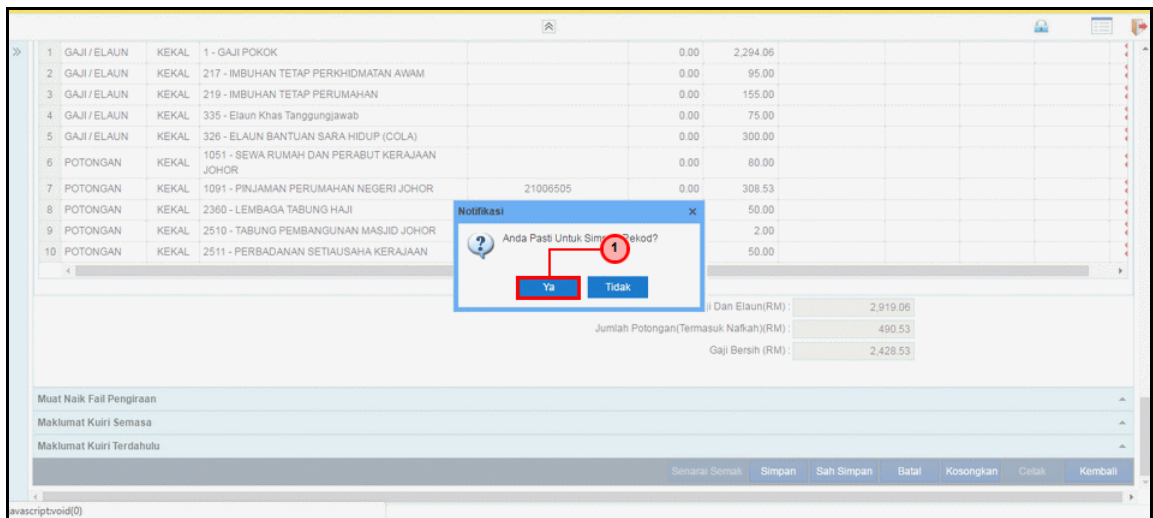 1 GAJI / ELAUN KEKAL 1 - GAJI POKOK 0.00 2,294.06
2 GAJI / ELAUN KEKAL 217 - IMBUHAN TETAP PERKHIDMATAN AWAM 0.00 95.00
3 GAJI / ELAUN KEKAL 219 - IMBUHAN TETAP PERUMAHAN 0.00 155.00
4 GAJI / ELAUN KEKAL 335 - Elaun Khas Tanggungjawab 0.00 75.00
5 GAJI / ELAUN KEKAL 326 - ELAUN BANTUAN SARA HIDUP (COLA) 0.00 300.00
6 POTONGAN KEKAL 1051 - SEWA RUMAH DAN PERABUT KERAJAAN JOHOR 0.00 80.00
7 POTONGAN KEKAL 1091 - PINJAMAN PERUMAHAN NEGERI JOHOR 21006505 0.00 308.53
8 POTONGAN KEKAL 2360 - LEMBAGA TABUNG HAJI 50.00
9 POTONGAN KEKAL 2510 - TABUNG PEMBANGUNAN MASJID JOHOR 2.00
10 POTONGAN KEKAL 2511 - PERBADANAN SETIAUSAHA KERAJAAN 50.00
Notifikasi x
Anda Pasti Untuk Rekod?
1
Ya Tidak
Dan Elaun(RM) : 2,919.06
Jumlah Potongan(Termasuk Nafkah)(RM) : 490.53
Gaji Bersih (RM) : 2,428.53
Muat Naik Fail Pengiraan
Maklumat Kuiri Semasa
Maklumat Kuiri Terdahulu
Senarai Semak Simpan Sah Simpan Batal Kosongkan Cetak Kembali
avascript:void(0)